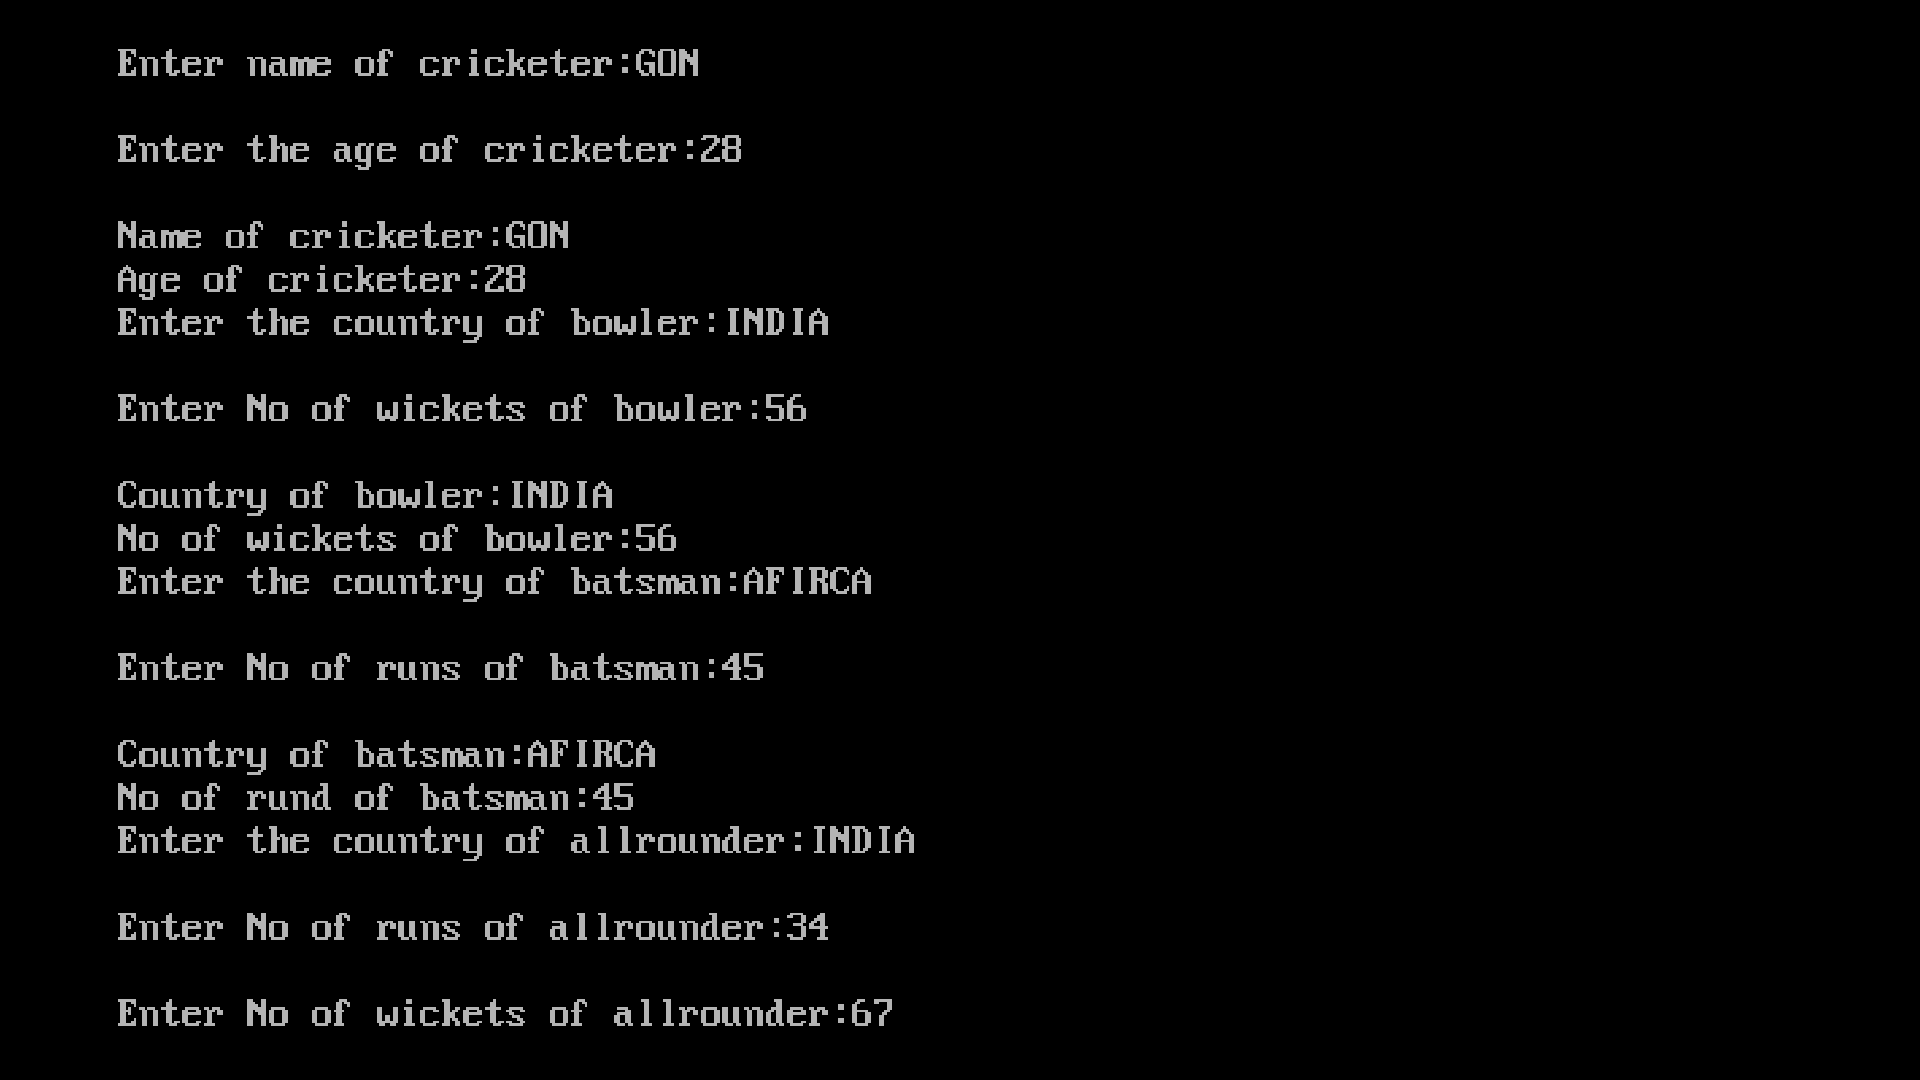 Enter name of cricketer:GON
Enter the age of cricketer:28
Name of cricketer:GON
Age of cricketer:28
Enter the country of bowler:INDIA
Enter No of wickets of bowler:56
Country of bowler:INDIA
No of wickets of bowler:56
Enter the country of batsman:AFIRCA
Enter No of runs of batsman:45
Country of batsman:AFIRCA
No of rund of batsman:45
Enter the country of allrounder:INDIA
Enter No of runs of allrounder:34
Enter No of wickets of allrounder:67